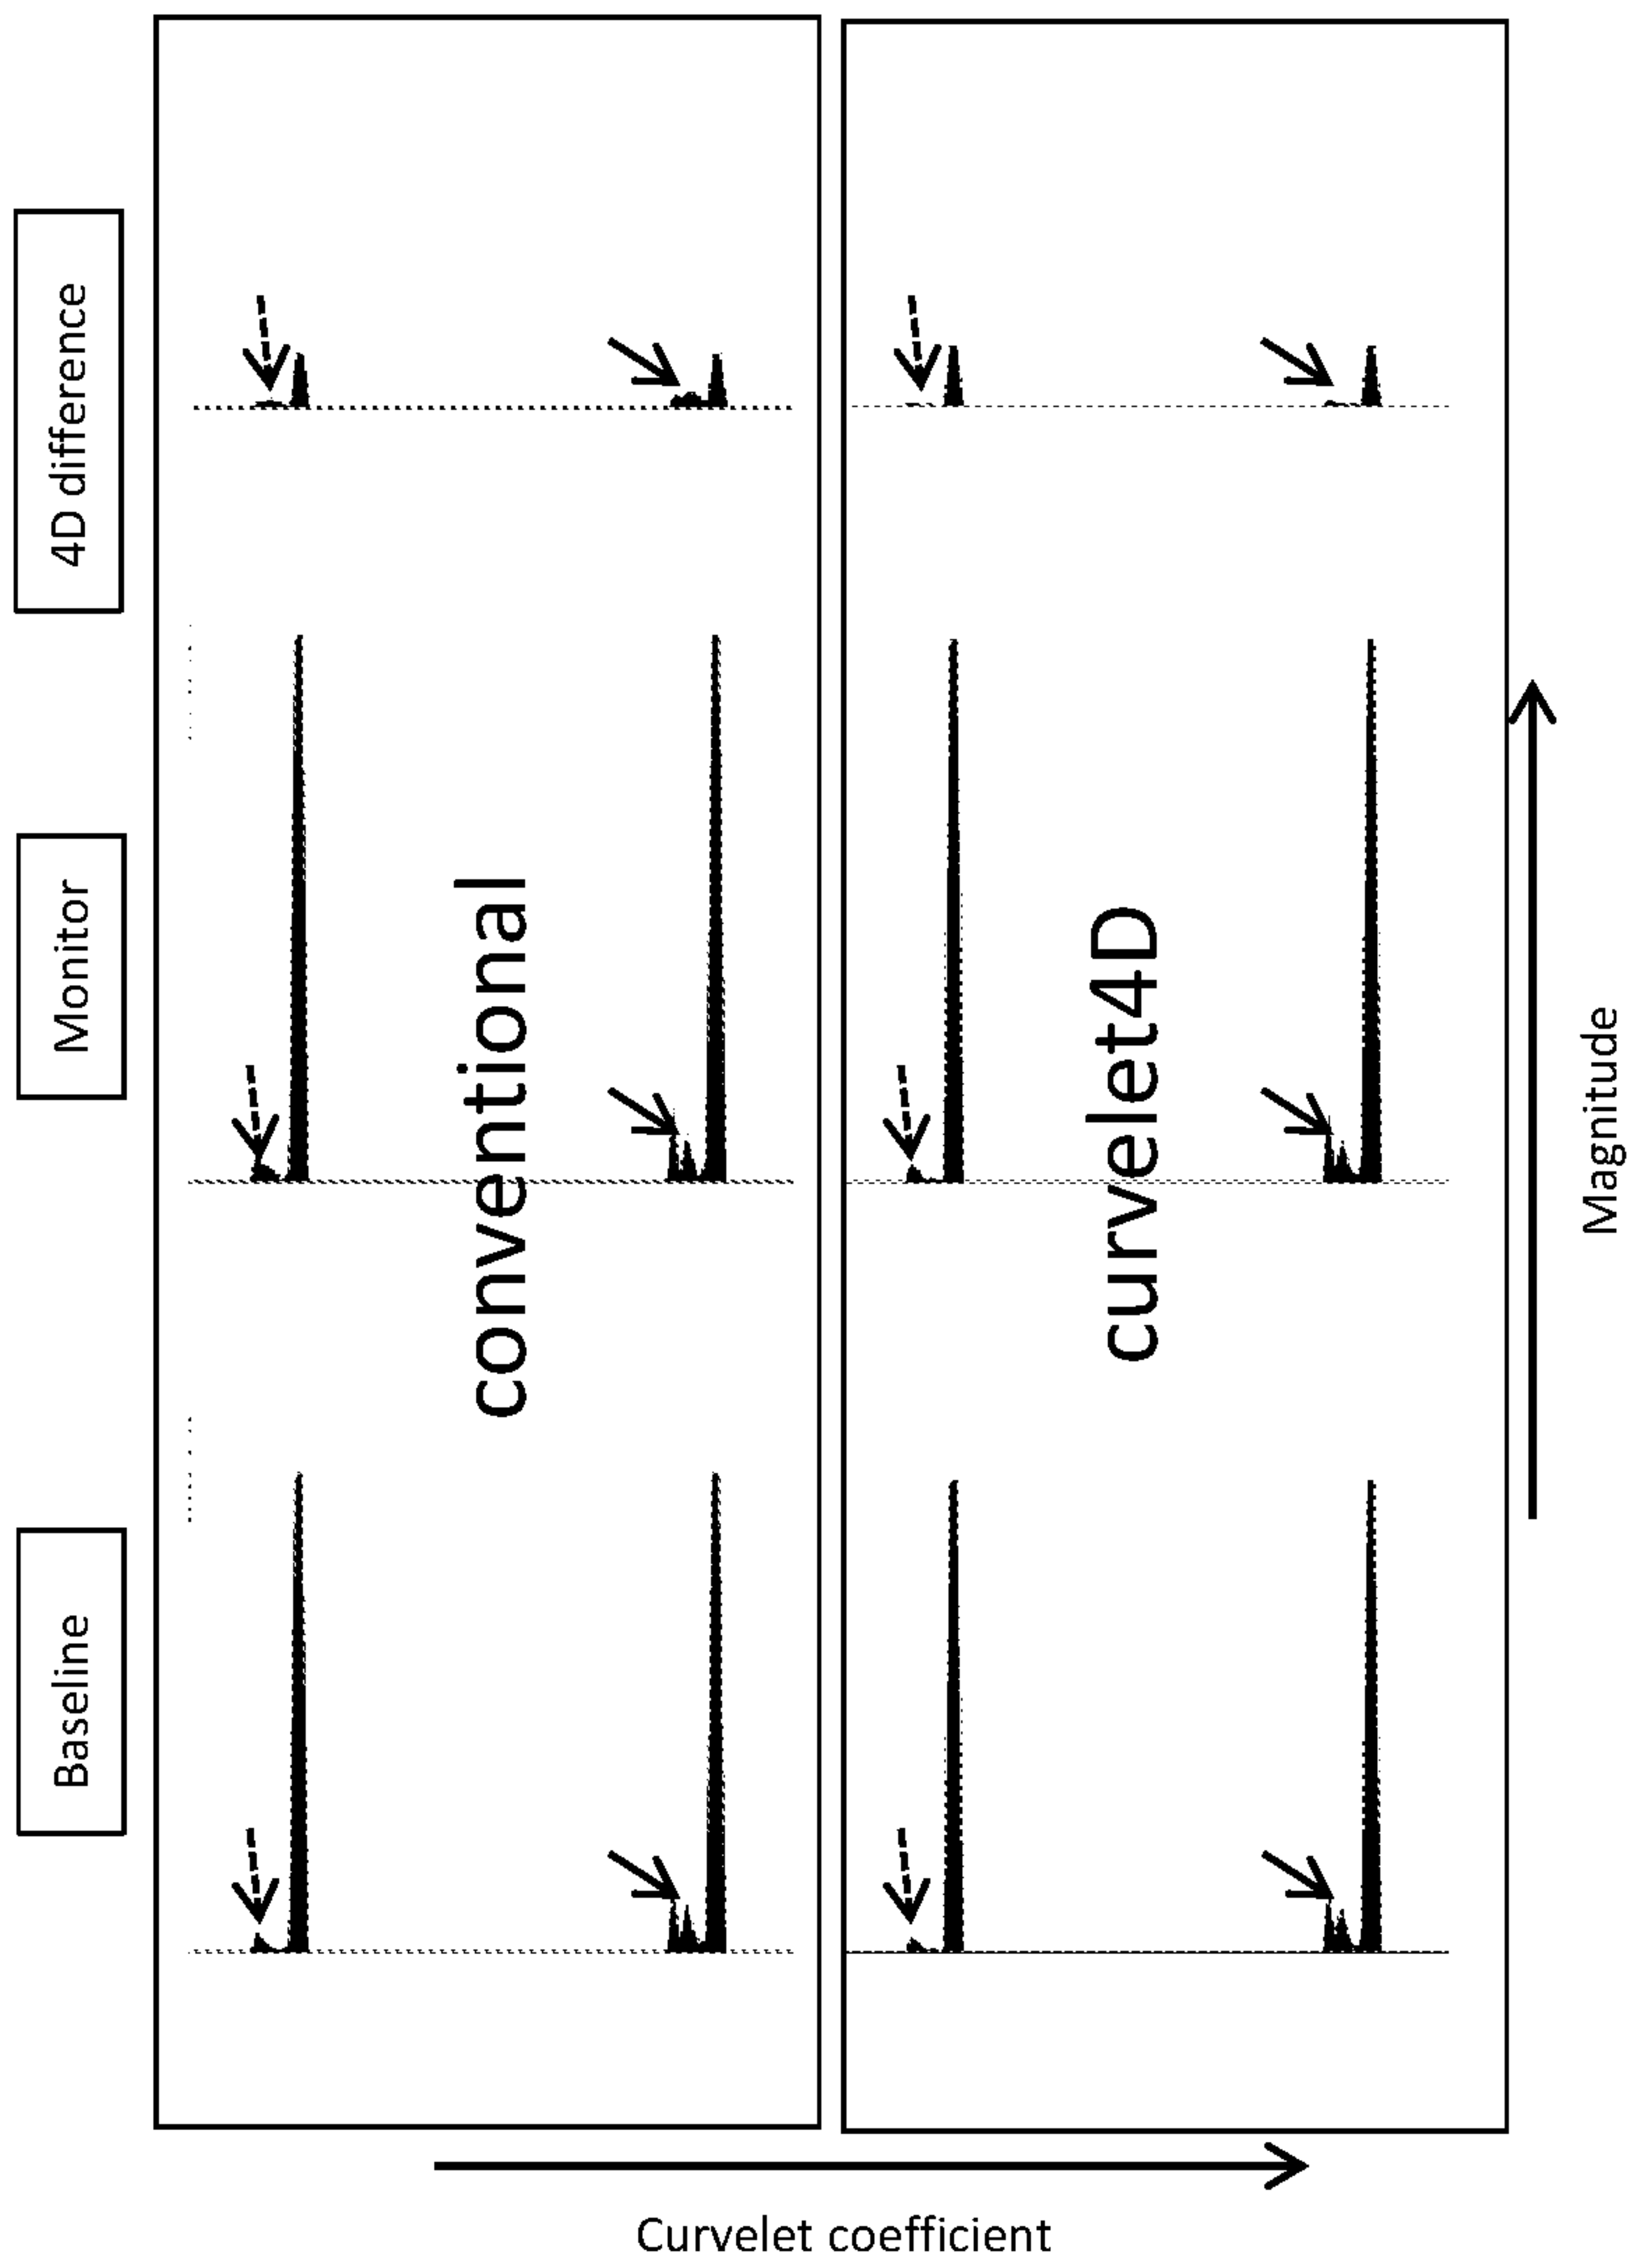 4D difference
Monitor
Baseline
conventional
curvelet4D
Magnitude
Curvelet coefficient